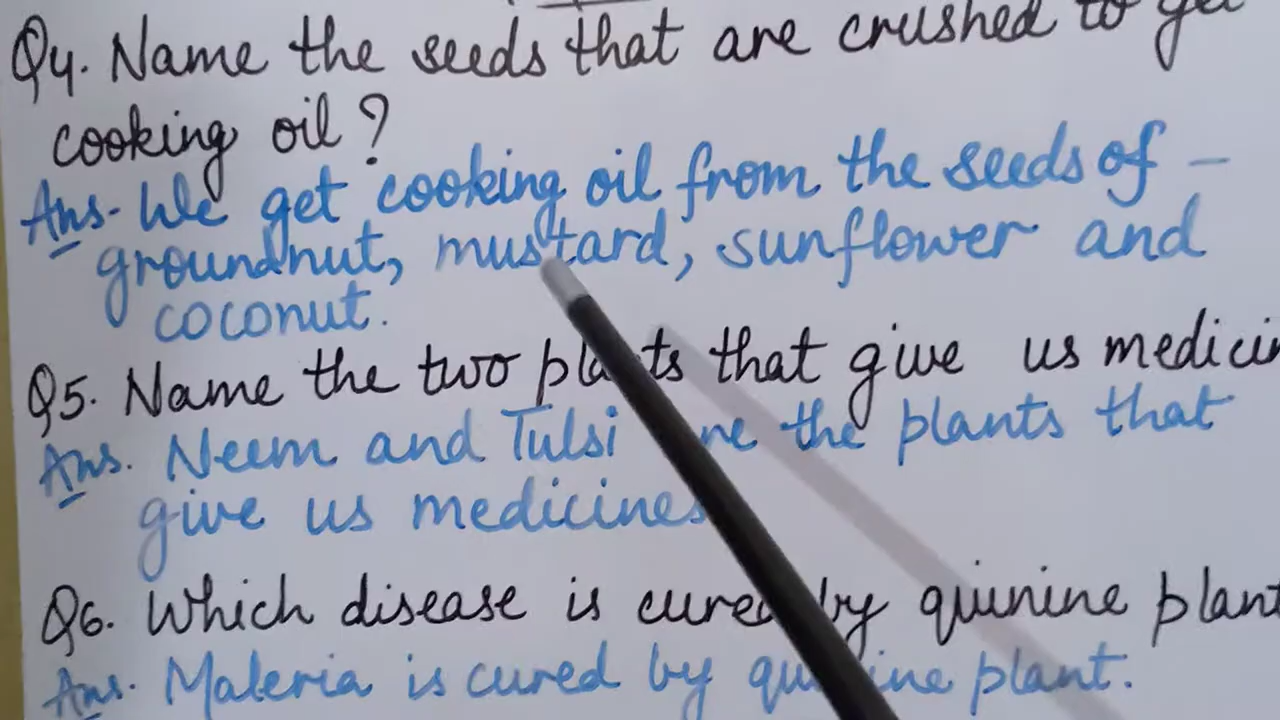 Q4. Name the seeds that are crushed to get
cooking oil?
Ans- We get cooking oil from the seeds of -
groundnut, mustard, sunflower and
coconut.
Q5. Name the two plants that give us medicin
Ans. Neem and Tulsi are the plants that
give us medicines
Q6. Which disease is cured by quinine plant
Ans. Maleria is cured by quinine plant.